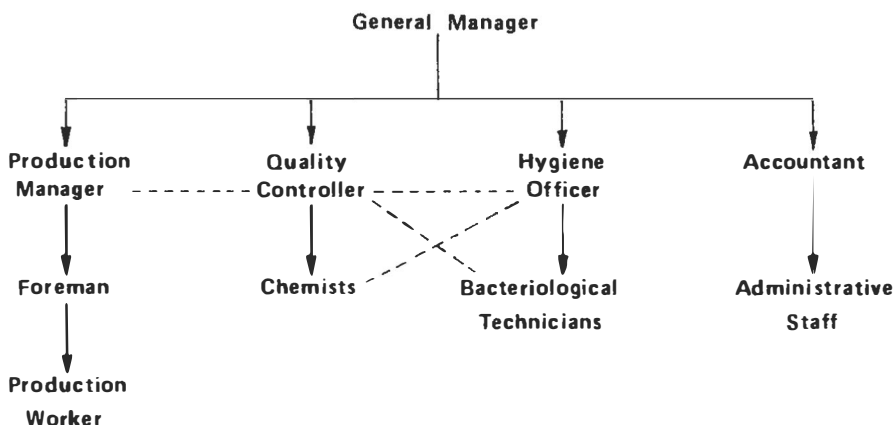 General Manager
Production
Manager
Quality
Controller
Hygiene
Officer
Accountant
Foreman
Chemists
Bacteriological
Technicians
Administrative
Staff
Production
Worker